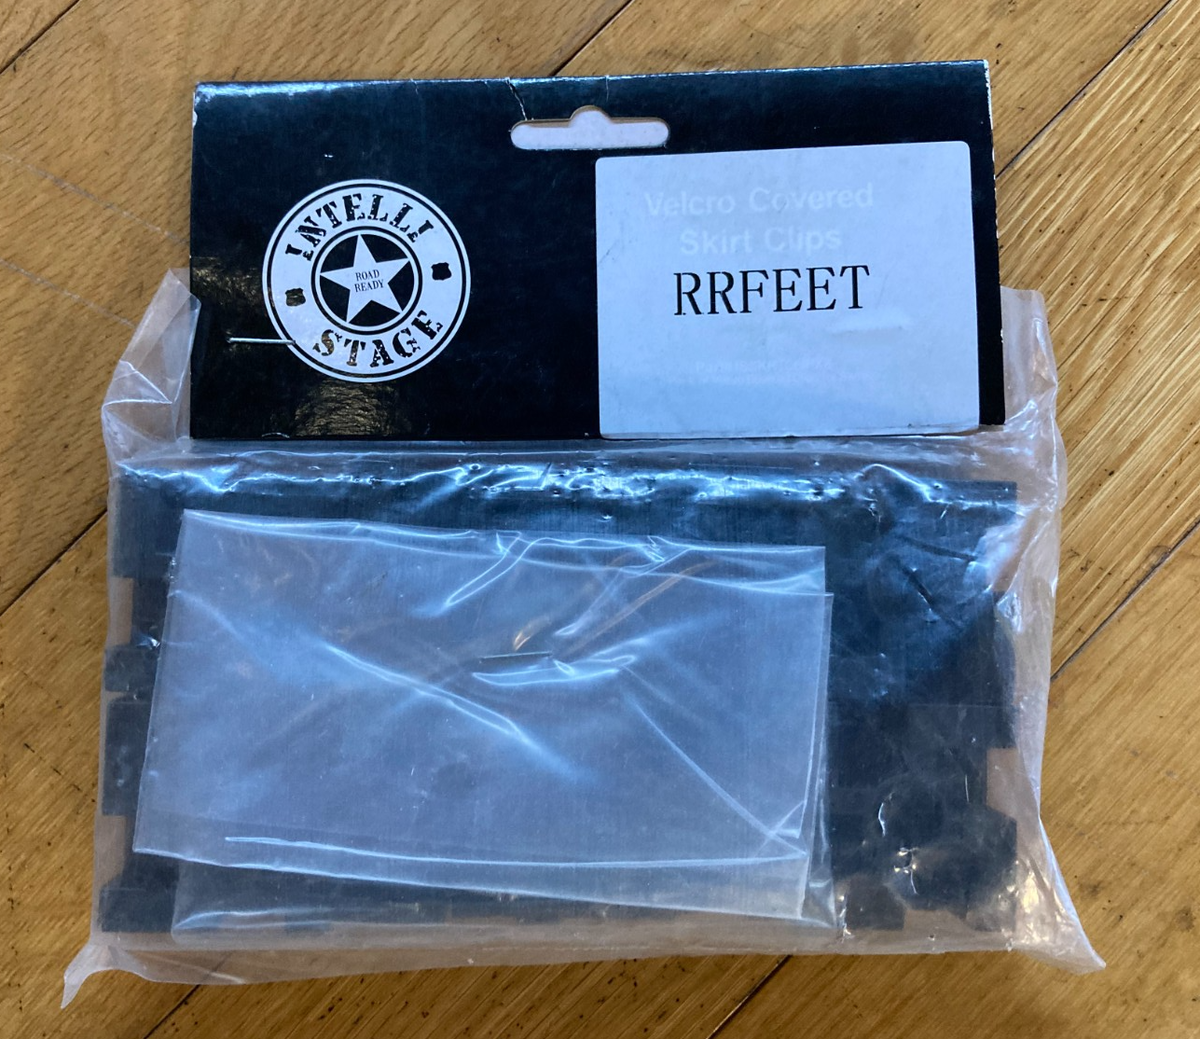 INTELLI
ROAD
READY
STAGE
Velcro Covered
Skirt Clips
RRFEET